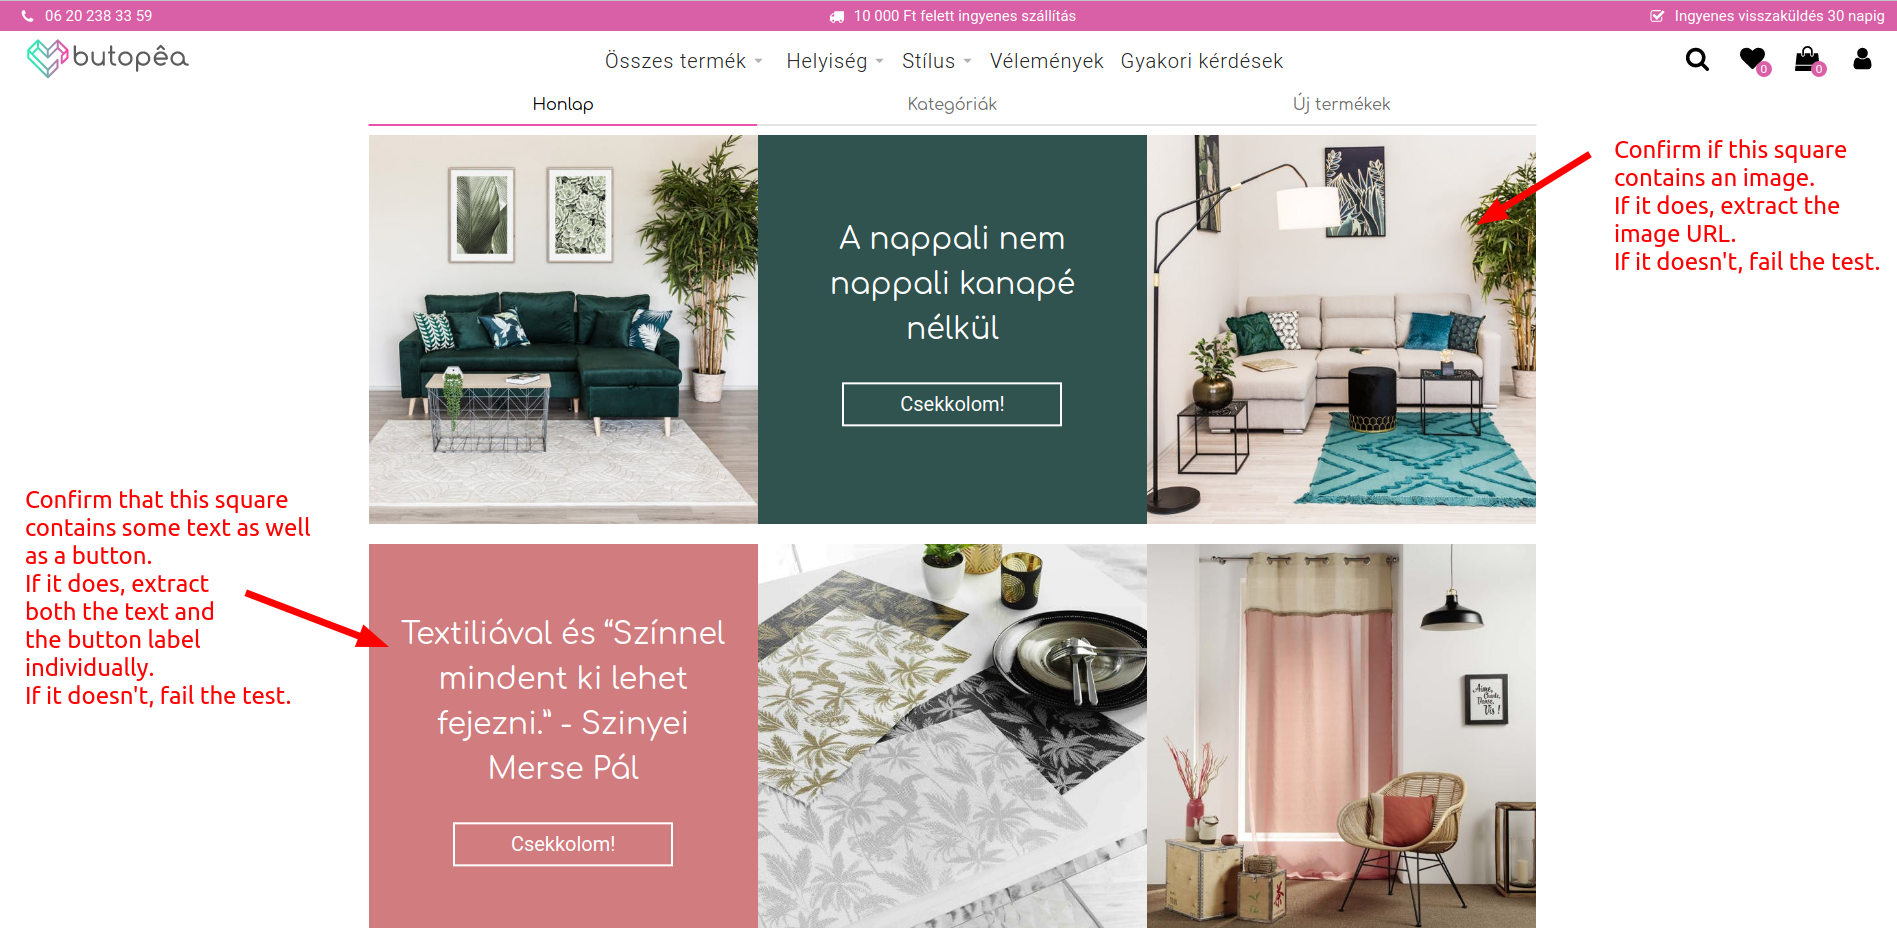 06 20 238 33 59
10 000 Ft felett ingyenes szállítás
Ingyenes visszaküldés 30 napig
butopêa
Összes termék
Helyiség
Stílus
Vélemények
Gyakori kérdések
0
0
Honlap
Kategóriák
Új termékek
A nappali nem
nappali kanapé
nélkül
Csekkolom!
Confirm if this square
contains an image.
If it does, extract the
image URL.
If it doesn't, fail the test.
Confirm that this square
contains some text as well
as a button.
If it does, extract
both the text and
the button label
individually.
If it doesn't, fail the test.
Textiliával és “Színnel
mindent ki lehet
fejezni.” - Szinyei
Merse Pál
Csekkolom!
Aime,
Chante,
Danse,
Vis !